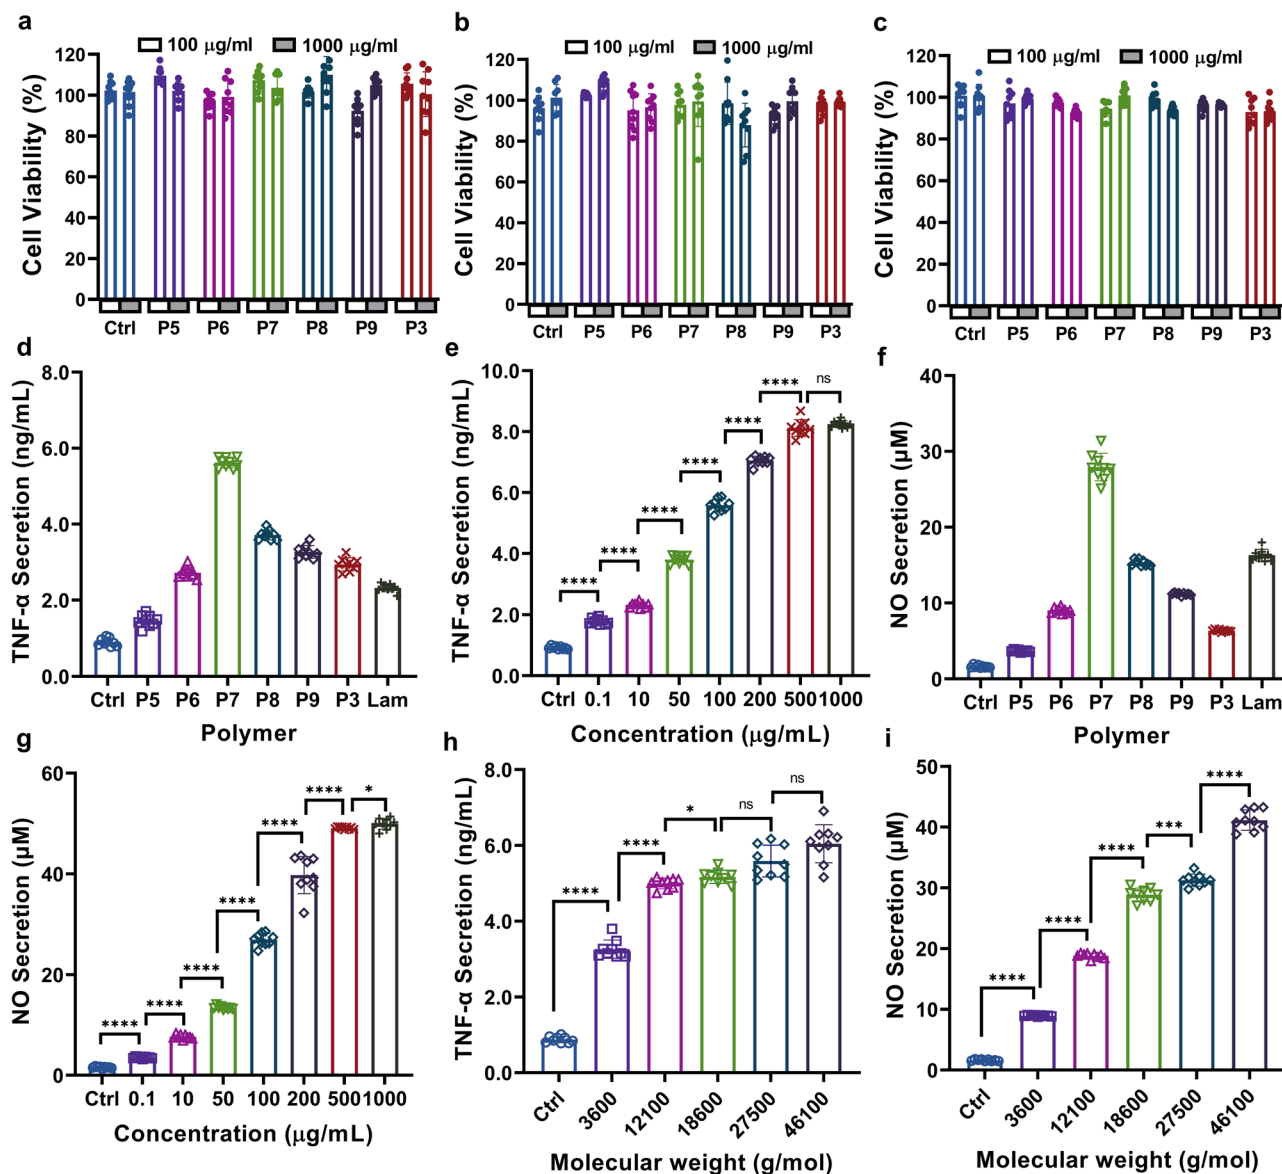 a
100 μg/ml 1000 μg/ml
Cell Viability (%)
120
100
80
60
40
20
0
Ctrl P5 P6 P7 P8 P9 P3
b
100 μg/ml 1000 μg/ml
Cell Viability (%)
120
100
80
60
40
20
0
Ctrl P5 P6 P7 P8 P9 P3
c
100 μg/ml 1000 μg/ml
Cell Viability (%)
120
100
80
60
40
20
0
Ctrl P5 P6 P7 P8 P9 P3
d
TNF-α Secretion (ng/mL)
8.0
6.0
4.0
2.0
0.0
Ctrl P5 P6 P7 P8 P9 P3 Lam
Polymer
e
TNF-α Secretion (ng/mL)
10.0
8.0
6.0
4.0
2.0
0.0
**** **** **** **** **** **** ns
Ctrl 0.1 10 50 100 200 500 1000
Concentration (μg/mL)
f
NO Secretion (μM)
40
30
20
10
0
Ctrl P5 P6 P7 P8 P9 P3 Lam
Polymer
g
NO Secretion (μM)
60
40
20
0
**** **** **** **** **** **** *
Ctrl 0.1 10 50 100 200 500 1000
Concentration (μg/mL)
h
TNF-α Secretion (ng/mL)
8.0
6.0
4.0
2.0
0.0
**** **** * ns ns
Ctrl 3600 12100 18600 27500 46100
Molecular weight (g/mol)
i
NO Secretion (μM)
50
40
30
20
10
0
**** **** **** *** ****
Ctrl 3600 12100 18600 27500 46100
Molecular weight (g/mol)